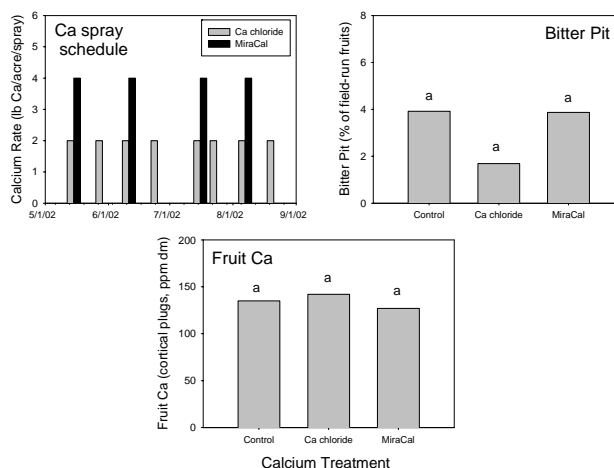 Ca spray
schedule
Ca chloride
MiraCal
Calcium Rate (lb Ca/acre/spray)
6
5
4
3
2
1
0
5/1/02 6/1/02 7/1/02 8/1/02 9/1/02
Bitter Pit
Bitter Pit (% of field-run fruits)
8
6
4
2
0
a
a
a
Control Ca chloride MiraCal
Fruit Ca
Fruit Ca (cortical plugs, ppm dm)
200
150
100
50
0
a
a
a
Control Ca chloride MiraCal
Calcium Treatment